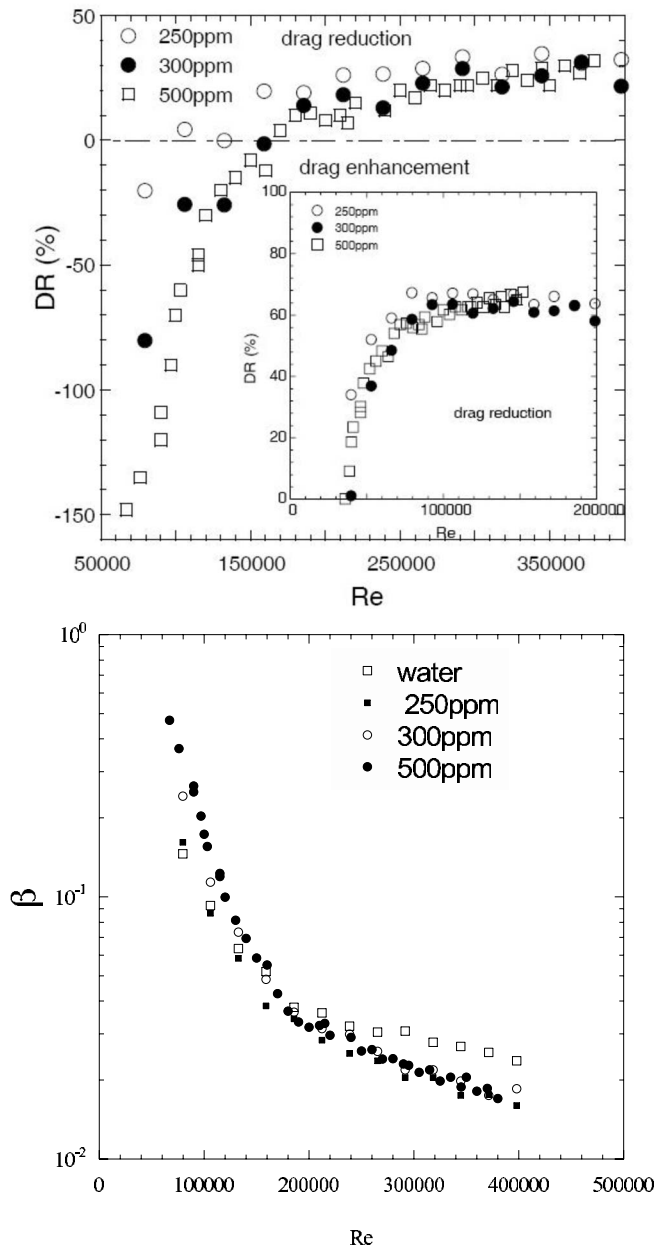 50
250ppm
drag reduction
300ppm
500ppm
0
drag enhancement
100
250ppm
300ppm
80
500ppm
DR (%)
-50
60
DR (%)
40
drag reduction
-100
20
0
0
100000
200000
Re
-150
50000
150000
250000
350000
Re
10⁰
water
250ppm
300ppm
500ppm
β
10⁻¹
10⁻²
0
100000
200000
300000
400000
500000
Re